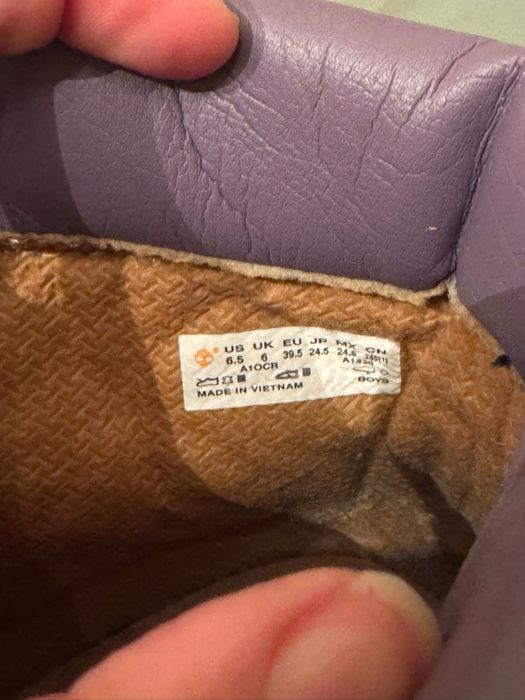 US UK EU JP MX CN
6.5 6 39.5 24.5 24.5 245(1)
A1OCR
BOYS
MADE IN VIETNAM